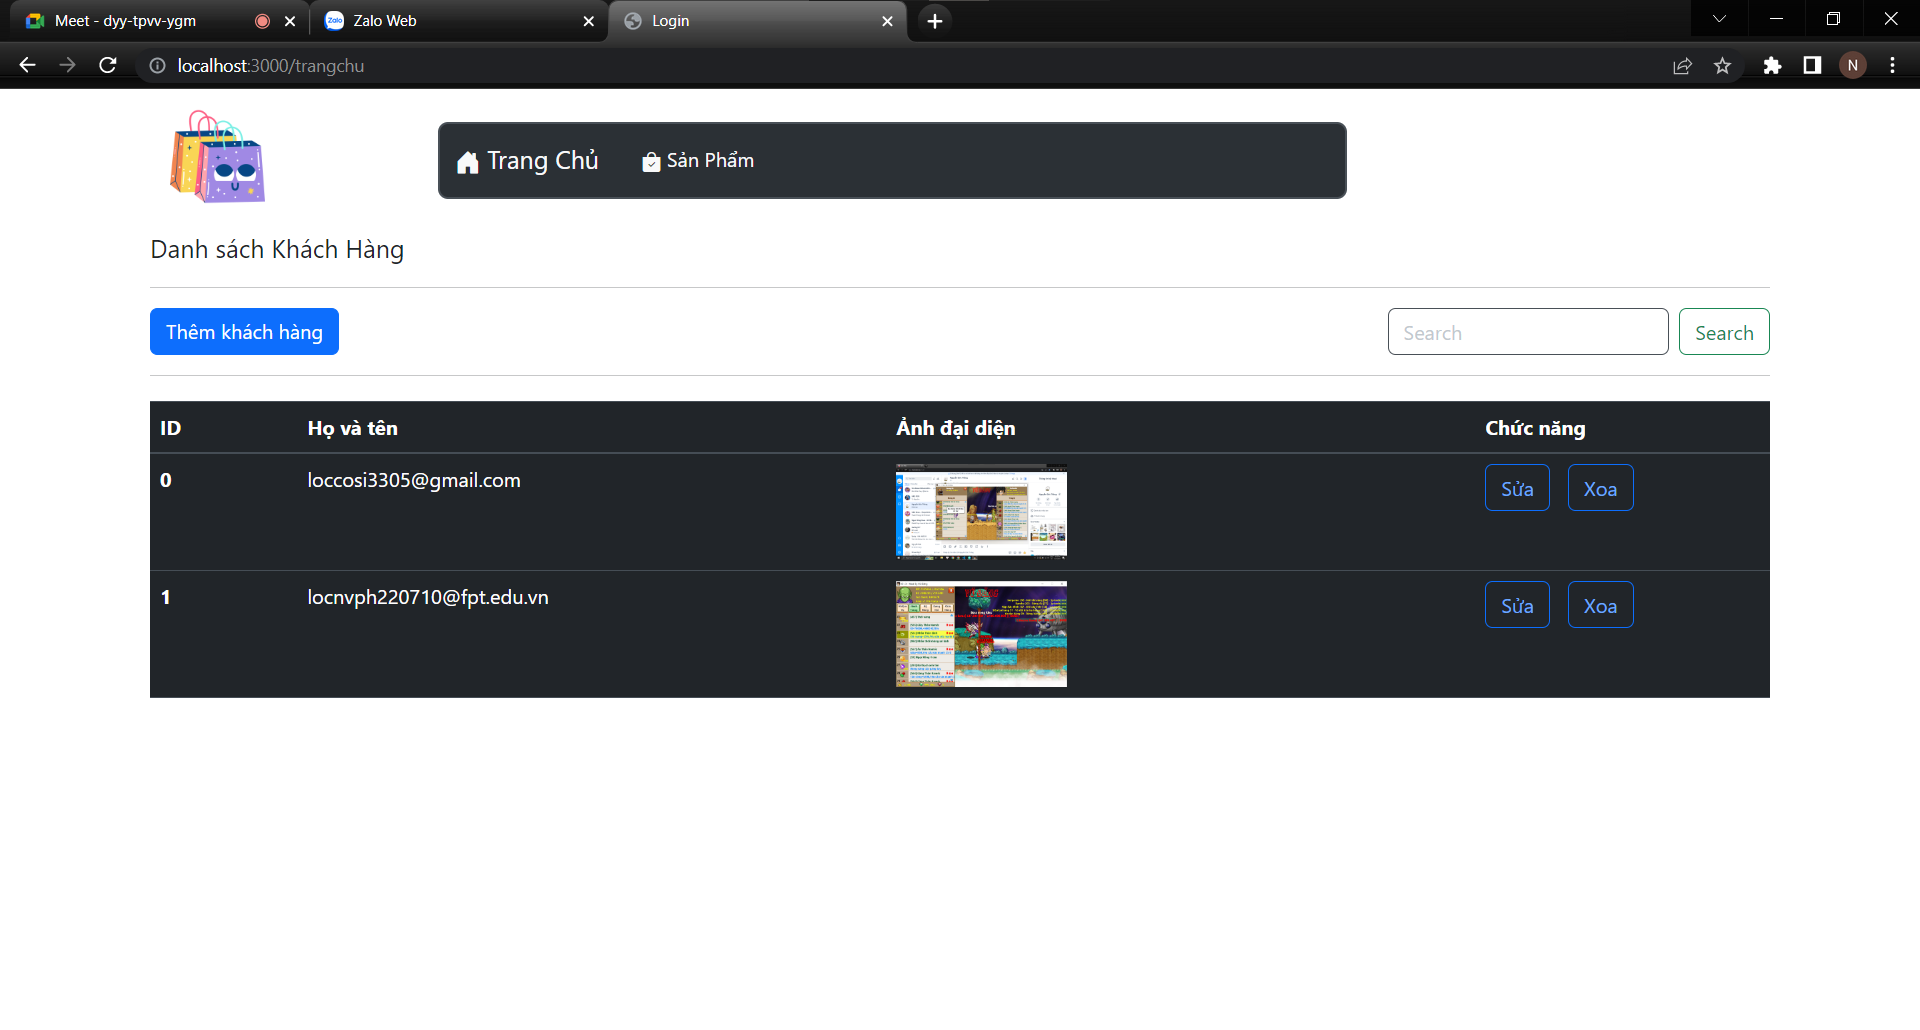 Meet - dyy-tpvv-ygm
Zalo Web
Login
localhost:3000/trangchu
N
Trang Chủ
Sản Phẩm
Danh sách Khách Hàng
Thêm khách hàng
Search
Search
ID
Họ và tên
Ảnh đại diện
Chức năng
0
loccosi3305@gmail.com
Sửa
Xoa
1
locnvph220710@fpt.edu.vn
Sửa
Xoa